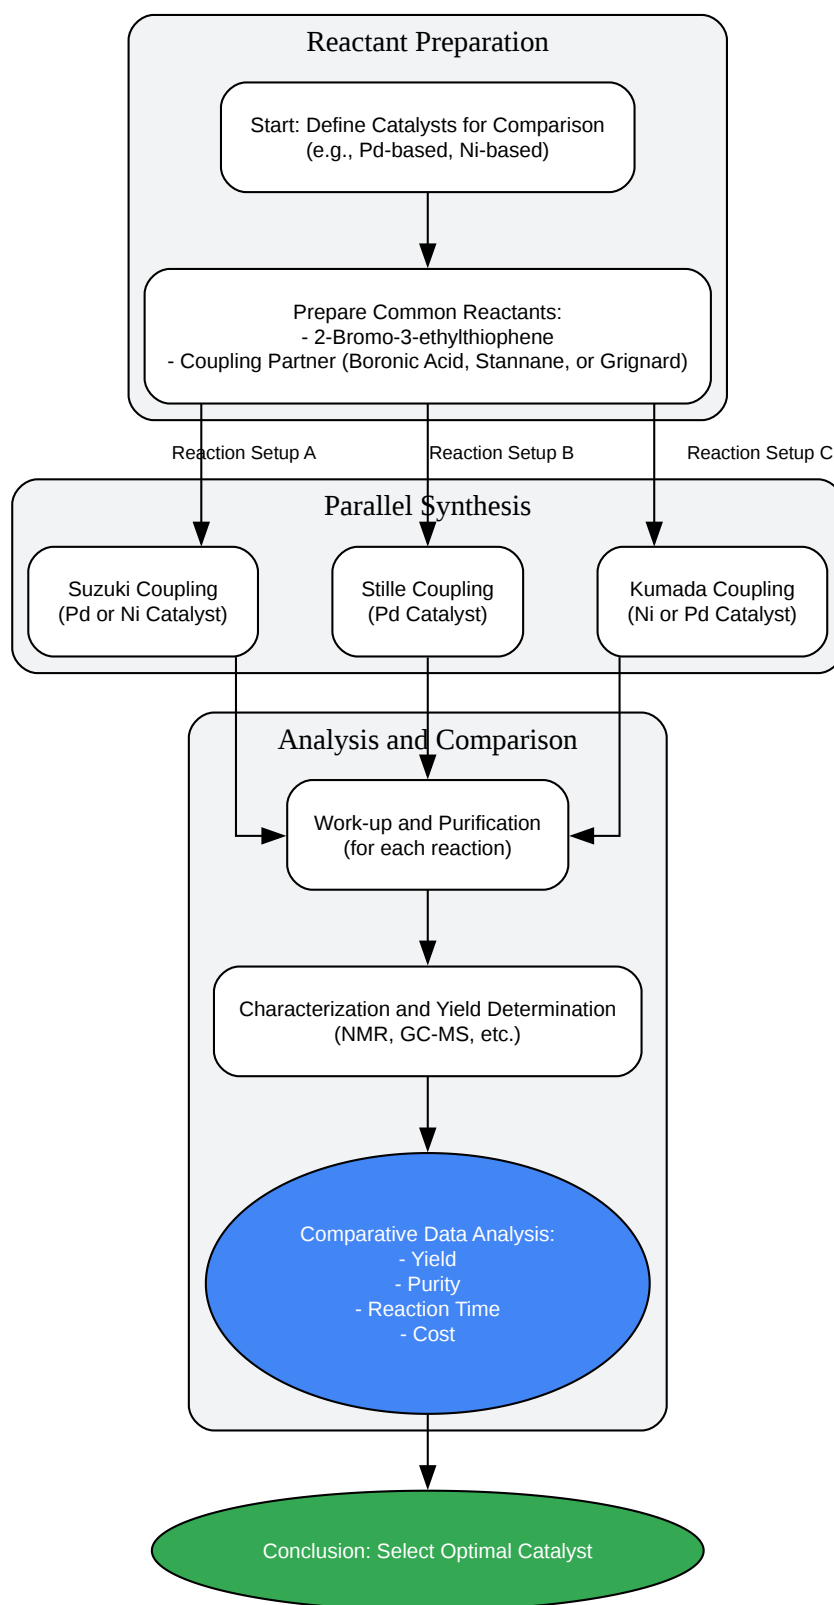 Reactant Preparation
Start: Define Catalysts for Comparison
(e.g., Pd-based, Ni-based)
Prepare Common Reactants:
- 2-Bromo-3-ethylthiophene
- Coupling Partner (Boronic Acid, Stannane, or Grignard)
Reaction Setup A
Reaction Setup B
Reaction Setup C
Parallel Synthesis
Suzuki Coupling
(Pd or Ni Catalyst)
Stille Coupling
(Pd Catalyst)
Kumada Coupling
(Ni or Pd Catalyst)
Analysis and Comparison
Work-up and Purification
(for each reaction)
Characterization and Yield Determination
(NMR, GC-MS, etc.)
Comparative Data Analysis:
- Yield
- Purity
- Reaction Time
- Cost
Conclusion: Select Optimal Catalyst